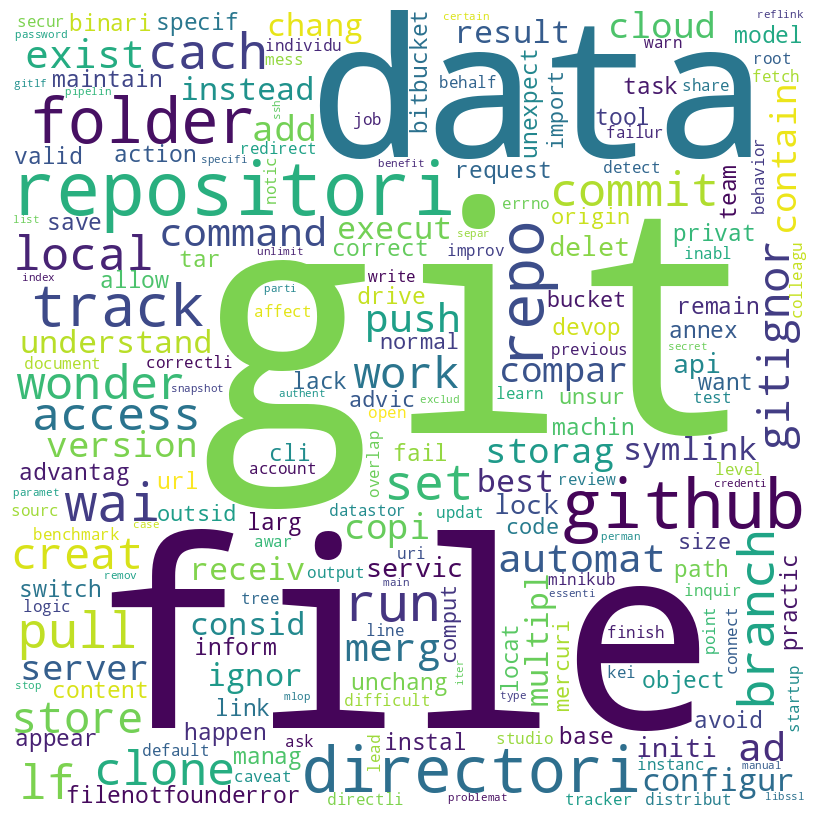 certain
reflink
secur
binari
specif
chang
result
cloud
model
password
exist
cach
individu
data
bitbucket
warn
root
gitlf
maintain
instead
mess
behalf
unexpect
import
task
share
fetch
pipelin
folder
add
job
tool
failur
contain
valid
action
redirect
notic
ssh
specifi
benefit
request
detect
team
behavior
repositori
commit
list
save
command
execut
errno
origin
privat
colleagu
local
track
tar
allow
unlimit
correct
improv
separ
delet
inabl
index
write
drive
bucket
remain
gitignor
parti
git
repo
understand
affect
push
normal
devop
annex
document
correctli
previous
secret
wonder
snapshot
lack
work
compar
api
want
access
authent
advic
exclud
learn
unsur
test
open
machin
version
cli
overlap
fail
storag
symlink
advantag
url
account
set
best
review
level
credenti
paramet
wai
datastor
lock
github
sourc
outsid
larg
copi
updat
code
benchmark
case
awar
uri
perman
size
creat
receiv
output
servic
automat
branch
practic
switch
remov
main
minikub
path
inquir
logic
tree
run
comput
essenti
multipl
locat
mercuri
pull
consid
line
merg
finish
point
connect
server
inform
file
kei
object
startup
stop
content
ignor
unchang
iter
link
mlop
type
difficult
store
happen
lead
avoid
appear
default
ask
instal
studio
base
initi
ad
lf
clone
manag
caveat
directori
instanc
manual
configur
filenotfounderror
directli
problemat
tracker
distribut
libssl